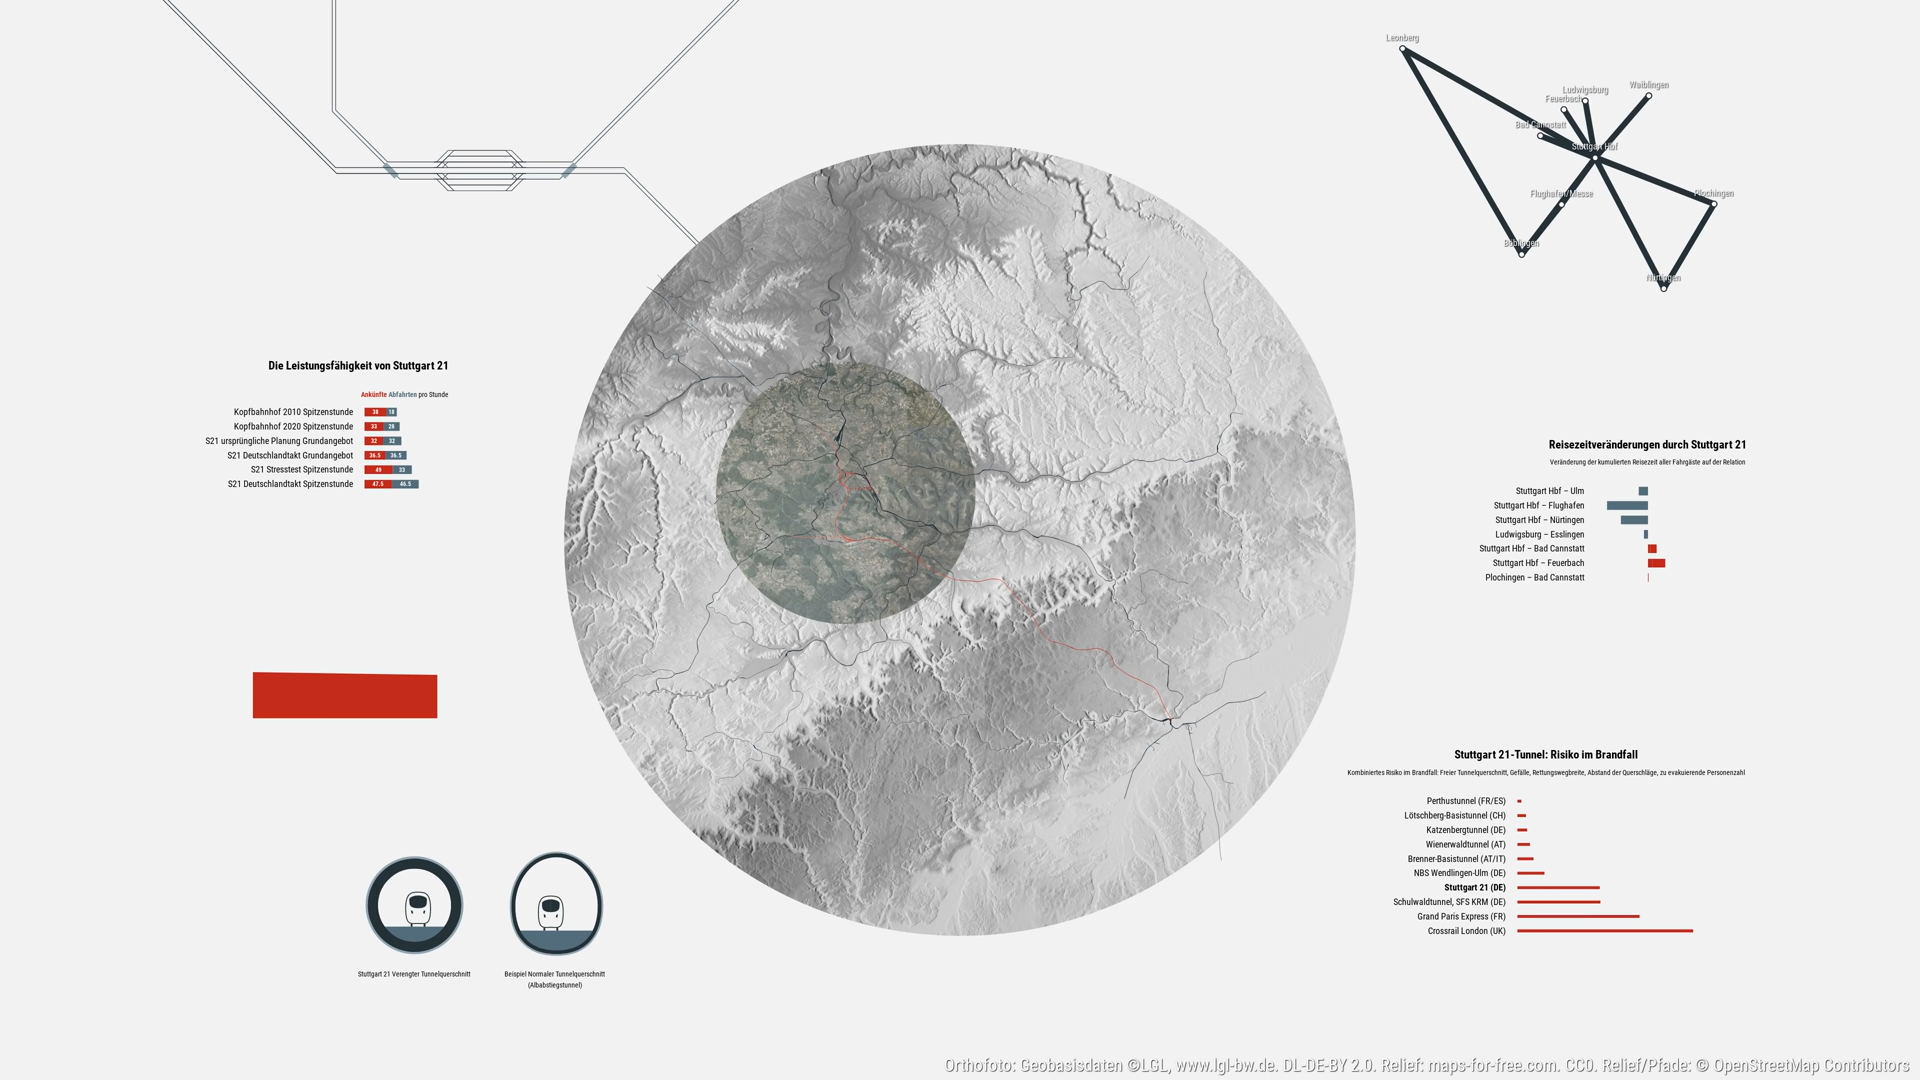 Leonberg
Waiblingen
Ludwigsburg
Feuerbach
Bad Cannstatt
Stuttgart Hbf
Flughafen/Messe
Plochingen
Böblingen
Nürtingen
Die Leistungsfähigkeit von Stuttgart 21
Ankünfte Abfahrten pro Stunde
Kopfbahnhof 2010 Spitzenstunde 38 18
Kopfbahnhof 2020 Spitzenstunde 33 28
S21 ursprüngliche Planung Grundangebot 32 32
S21 Deutschlandtakt Grundangebot 36.5 36.5
S21 Stresstest Spitzenstunde 49 33
S21 Deutschlandtakt Spitzenstunde 47.5 46.5
Reisezeitveränderungen durch Stuttgart 21
Veränderung der kumulierten Reisezeit aller Fahrgäste auf der Relation
Stuttgart Hbf – Ulm
Stuttgart Hbf – Flughafen
Stuttgart Hbf – Nürtingen
Ludwigsburg – Esslingen
Stuttgart Hbf – Bad Cannstatt
Stuttgart Hbf – Feuerbach
Plochingen – Bad Cannstatt
Stuttgart 21-Tunnel: Risiko im Brandfall
Kombiniertes Risiko im Brandfall: Freier Tunnelquerschnitt, Gefälle, Rettungswegbreite, Abstand der Querschläge, zu evakuierende Personenzahl
Perthustunnel (FR/ES)
Lötschberg-Basistunnel (CH)
Katzenbergtunnel (DE)
Wienerwaldtunnel (AT)
Brenner-Basistunnel (AT/IT)
NBS Wendlingen-Ulm (DE)
Stuttgart 21 (DE)
Schulwaldtunnel, SFS KRM (DE)
Grand Paris Express (FR)
Crossrail London (UK)
Stuttgart 21 Verengter Tunnelquerschnitt
Beispiel Normaler Tunnelquerschnitt
(Albabstiegstunnel)
Orthofoto: Geobasisdaten ©LGL, www.lgl-bw.de. DL-DE-BY 2.0. Relief: maps-for-free.com. CC0. Relief/Pfade: © OpenStreetMap Contributors